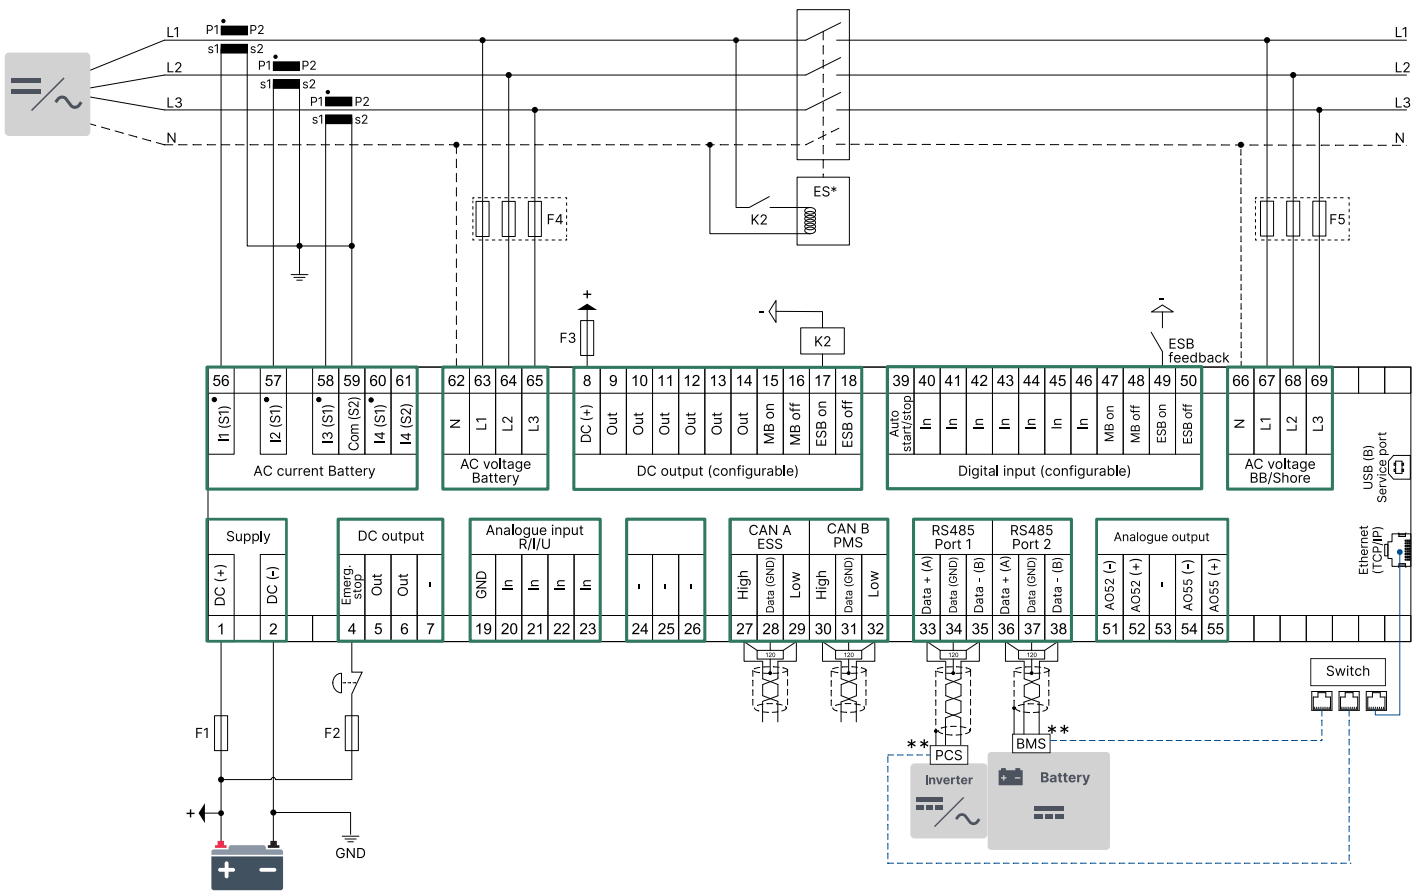 P1 P2
L1 L1
s1 s2
P1 P2
L2 L2
s1 s2
P1 P2
L3 L3
s1 s2
N N
ES*
K2
F4 F5
+
F3
-
K2
-
ESB
feedback
56 57 58 59 60 61 62 63 64 65 8 9 10 11 12 13 14 15 16 17 18 39 40 41 42 43 44 45 46 47 48 49 50 66 67 68 69
I1 (S1) I2 (S1) I3 (S1) Com (S2) I4 (S1) I4 (S2) N L1 L2 L3 DC (+) Out Out Out Out Out Out MB on MB off ESB on ESB off Auto start/stop In In In In In In In MB on MB off ESB on ESB off N L1 L2 L3
AC current Battery
AC voltage
Battery
DC output (configurable)
Digital input (configurable)
AC voltage
BB/Shore
USB (B)
Service port
Supply
DC output
Analogue input
R/I/U
CAN A
ESS
CAN B
PMS
RS485
Port 1
RS485
Port 2
Analogue output
Ethernet
(TCP/IP)
DC (+) DC (-) Emerg. stop Out Out - GND In In In In - - - High Data (GND) Low High Data (GND) Low Data + (A) Data (GND) Data - (B) Data + (A) Data (GND) Data - (B) AO52 (-) AO52 (+) - AO55 (-) AO55 (+)
1 2 4 5 6 7 19 20 21 22 23 24 25 26 27 28 29 30 31 32 33 34 35 36 37 38 51 52 53 54 55
120 120 120 120
Switch
F1 F2
** PCS
BMS **
Inverter
Battery
+
GND
+ -